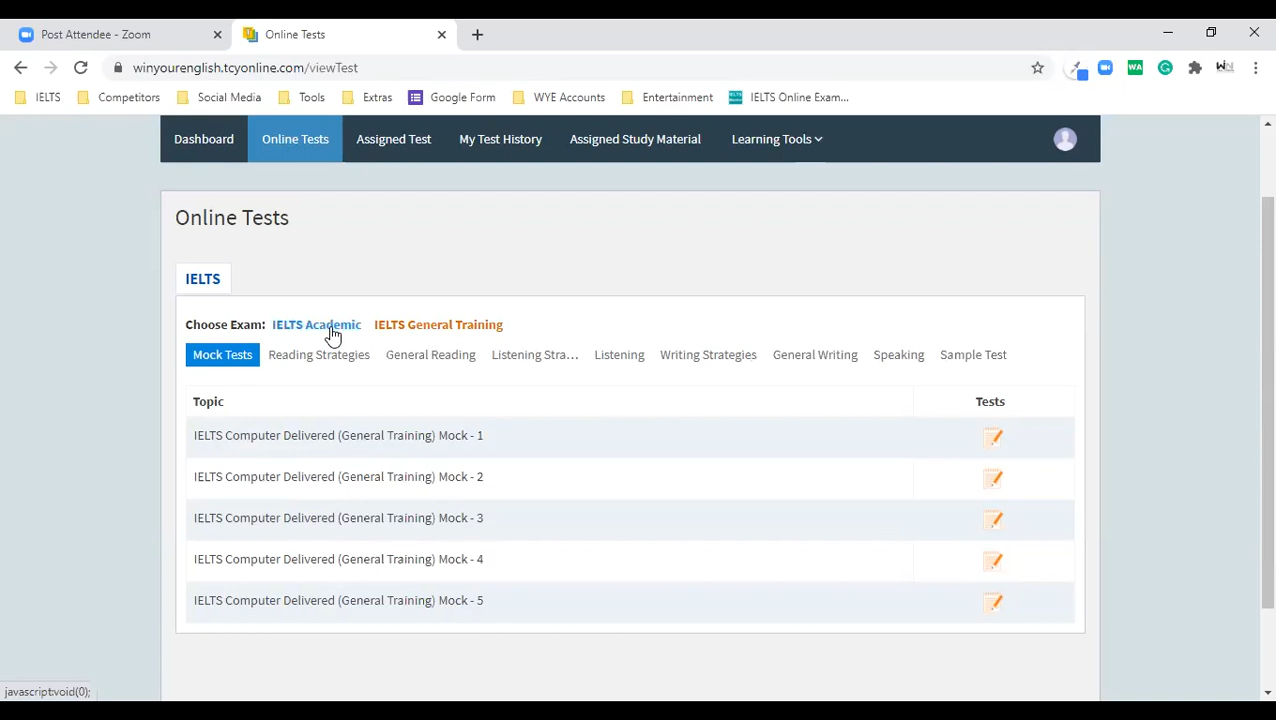 Post Attendee - Zoom
Online Tests
winyourenglish.tcyonline.com/viewTest
WA
IELTS
Competitors
Social Media
Tools
Extras
Google Form
WYE Accounts
Entertainment
IELTS Online Exam...
Dashboard
Online Tests
Assigned Test
My Test History
Assigned Study Material
Learning Tools
Online Tests
IELTS
Choose Exam: IELTS Academic IELTS General Training
Mock Tests Reading Strategies General Reading Listening Stra... Listening Writing Strategies General Writing Speaking Sample Test
Topic Tests
IELTS Computer Delivered (General Training) Mock - 1
IELTS Computer Delivered (General Training) Mock - 2
IELTS Computer Delivered (General Training) Mock - 3
IELTS Computer Delivered (General Training) Mock - 4
IELTS Computer Delivered (General Training) Mock - 5
javascript:void(0);